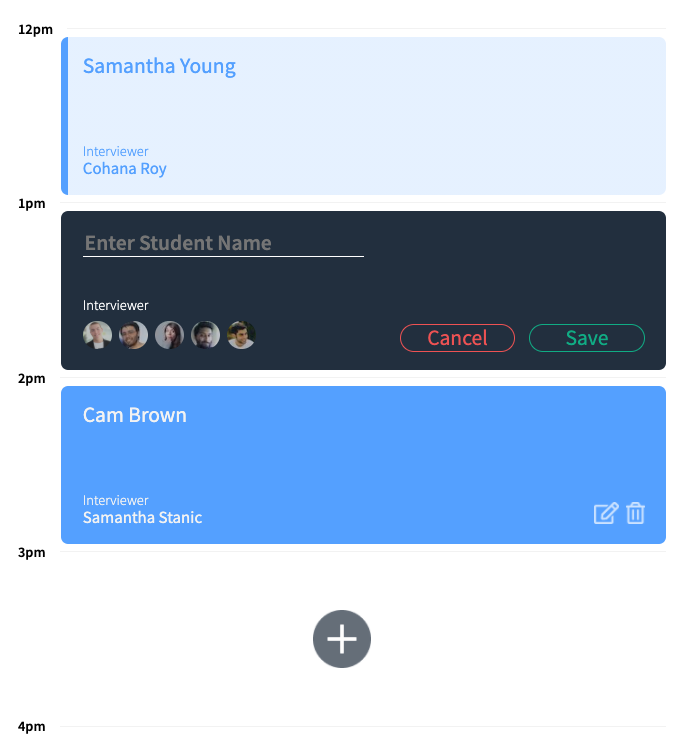 12pm
Samantha Young
Interviewer
Cohana Roy
1pm
Enter Student Name
Interviewer
Cancel
Save
2pm
Cam Brown
Interviewer
Samantha Stanic
3pm
4pm